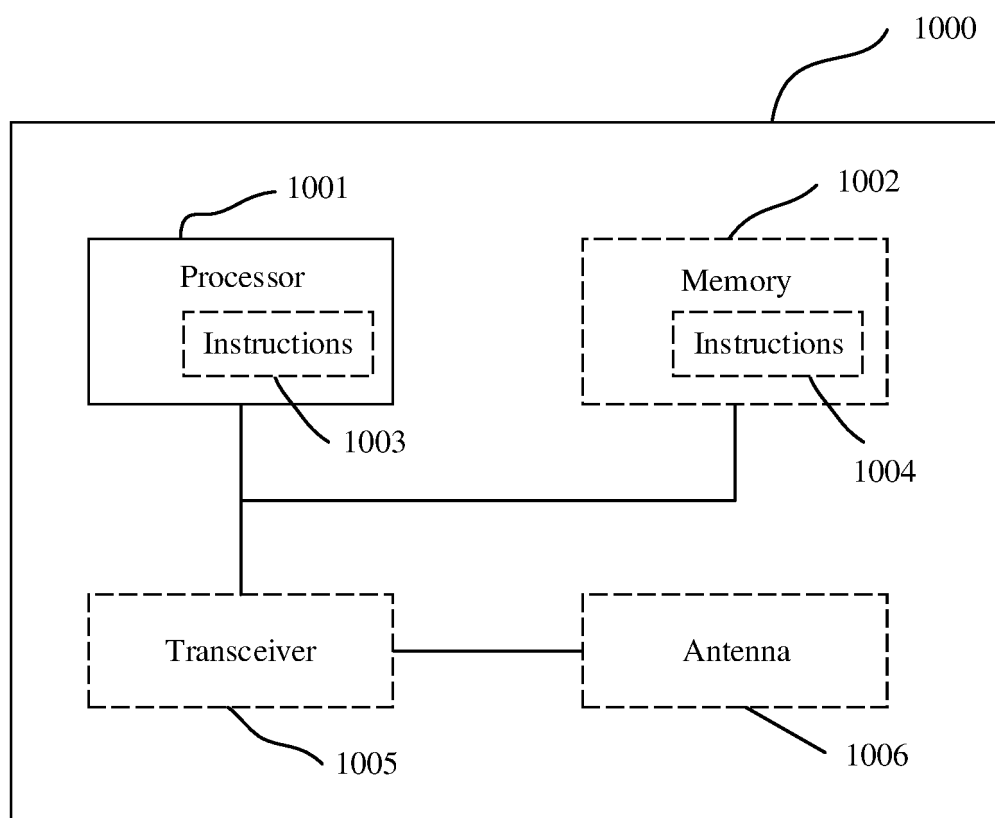 1000
1001
1002
Processor
Memory
Instructions
Instructions
1003
1004
Transceiver
Antenna
1005
1006